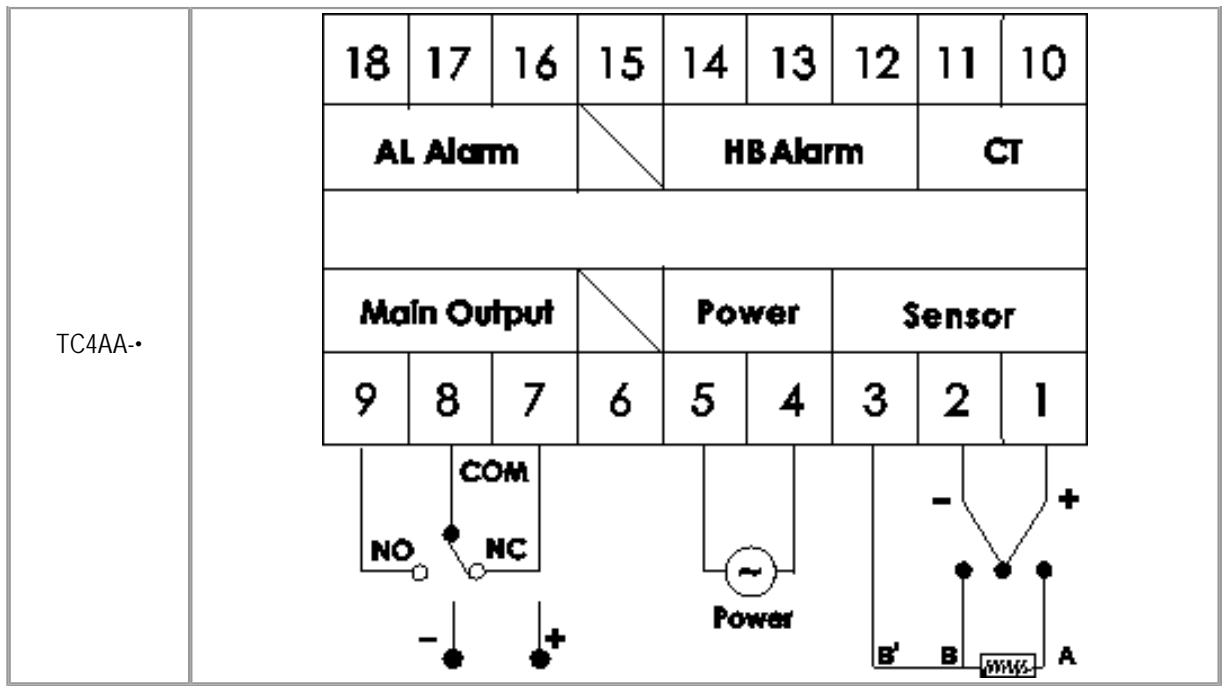 18 17 16 15 14 13 12 11 10
AL Alarm HB Alarm CT
Main Output Power Sensor
TC4AA-•
9 8 7 6 5 4 3 2 1
COM
- +
NO NC
~
Power
- +
B' B A